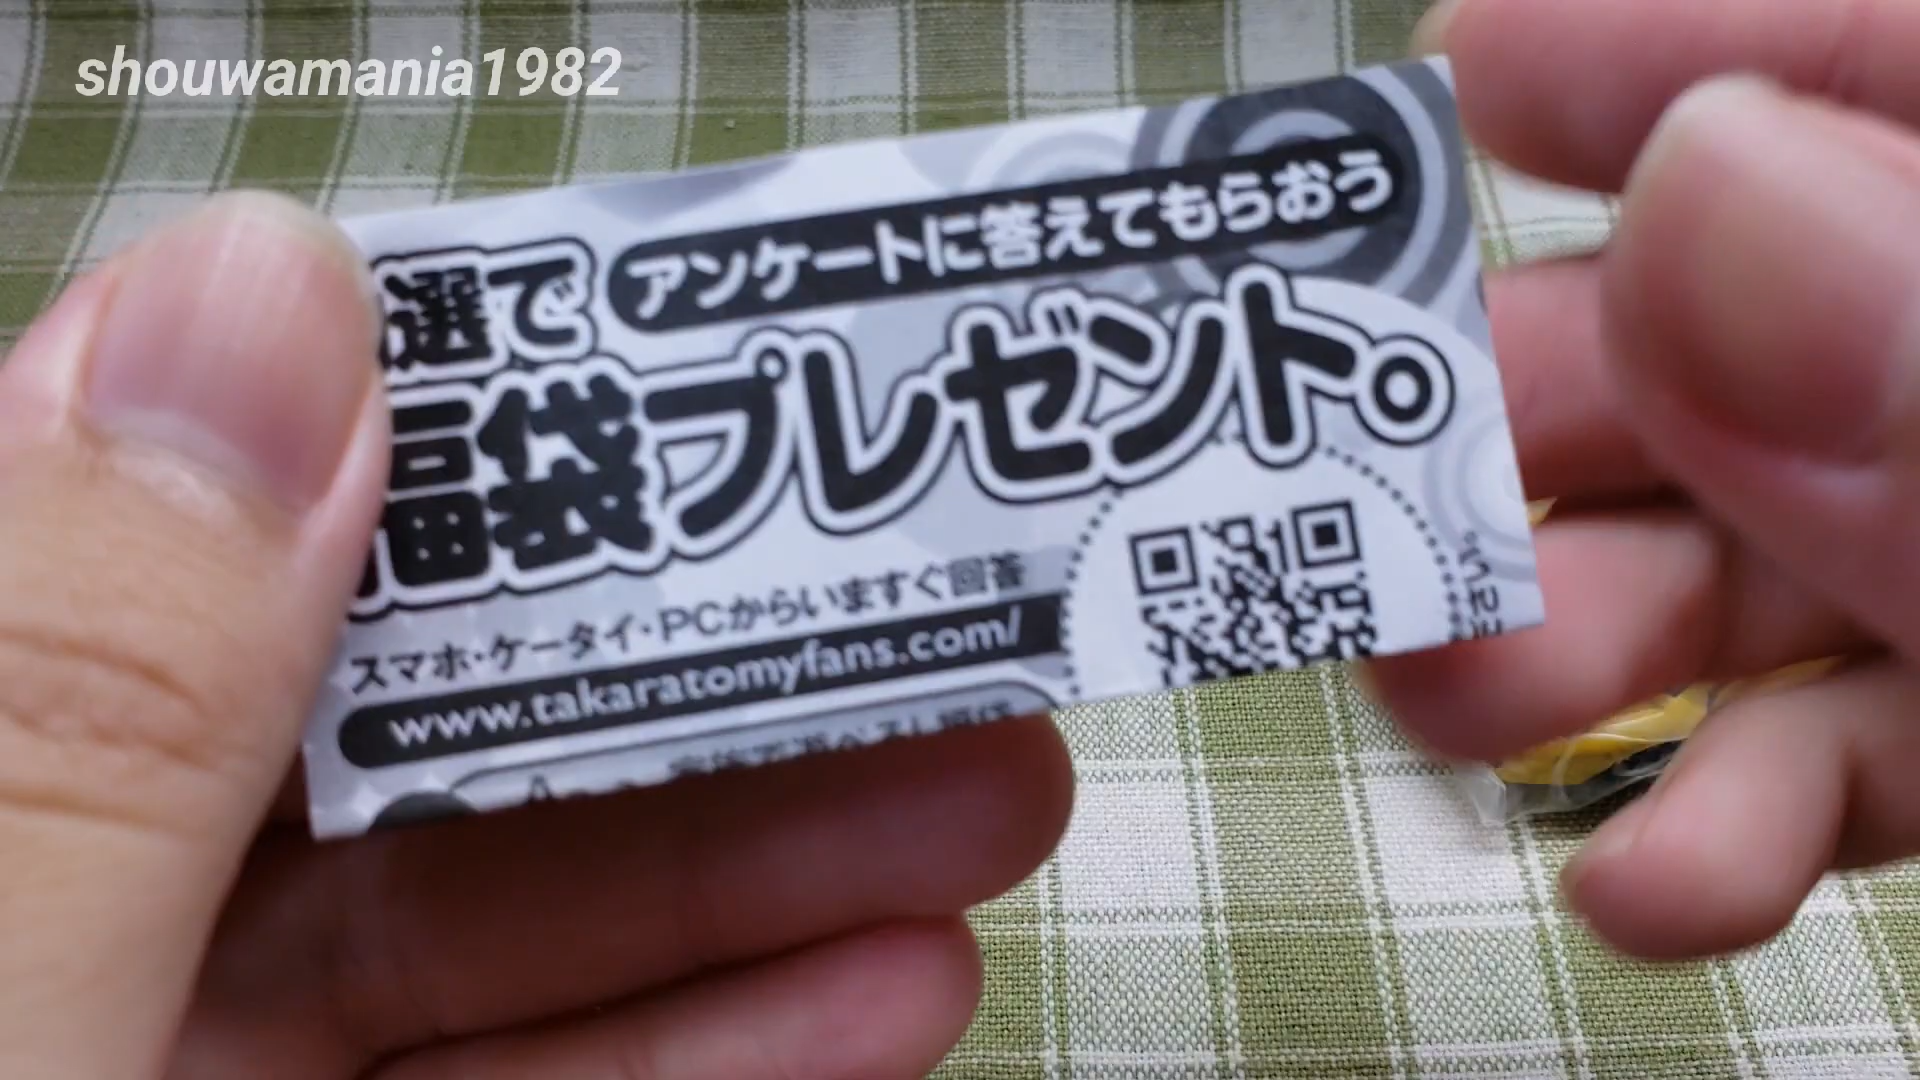 shouwamania1982
アンケートに答えてもらおう
選で
福袋プレゼント。
スマホ・ケータイ・PCからいますぐ回答
www.takaratomyfans.com/